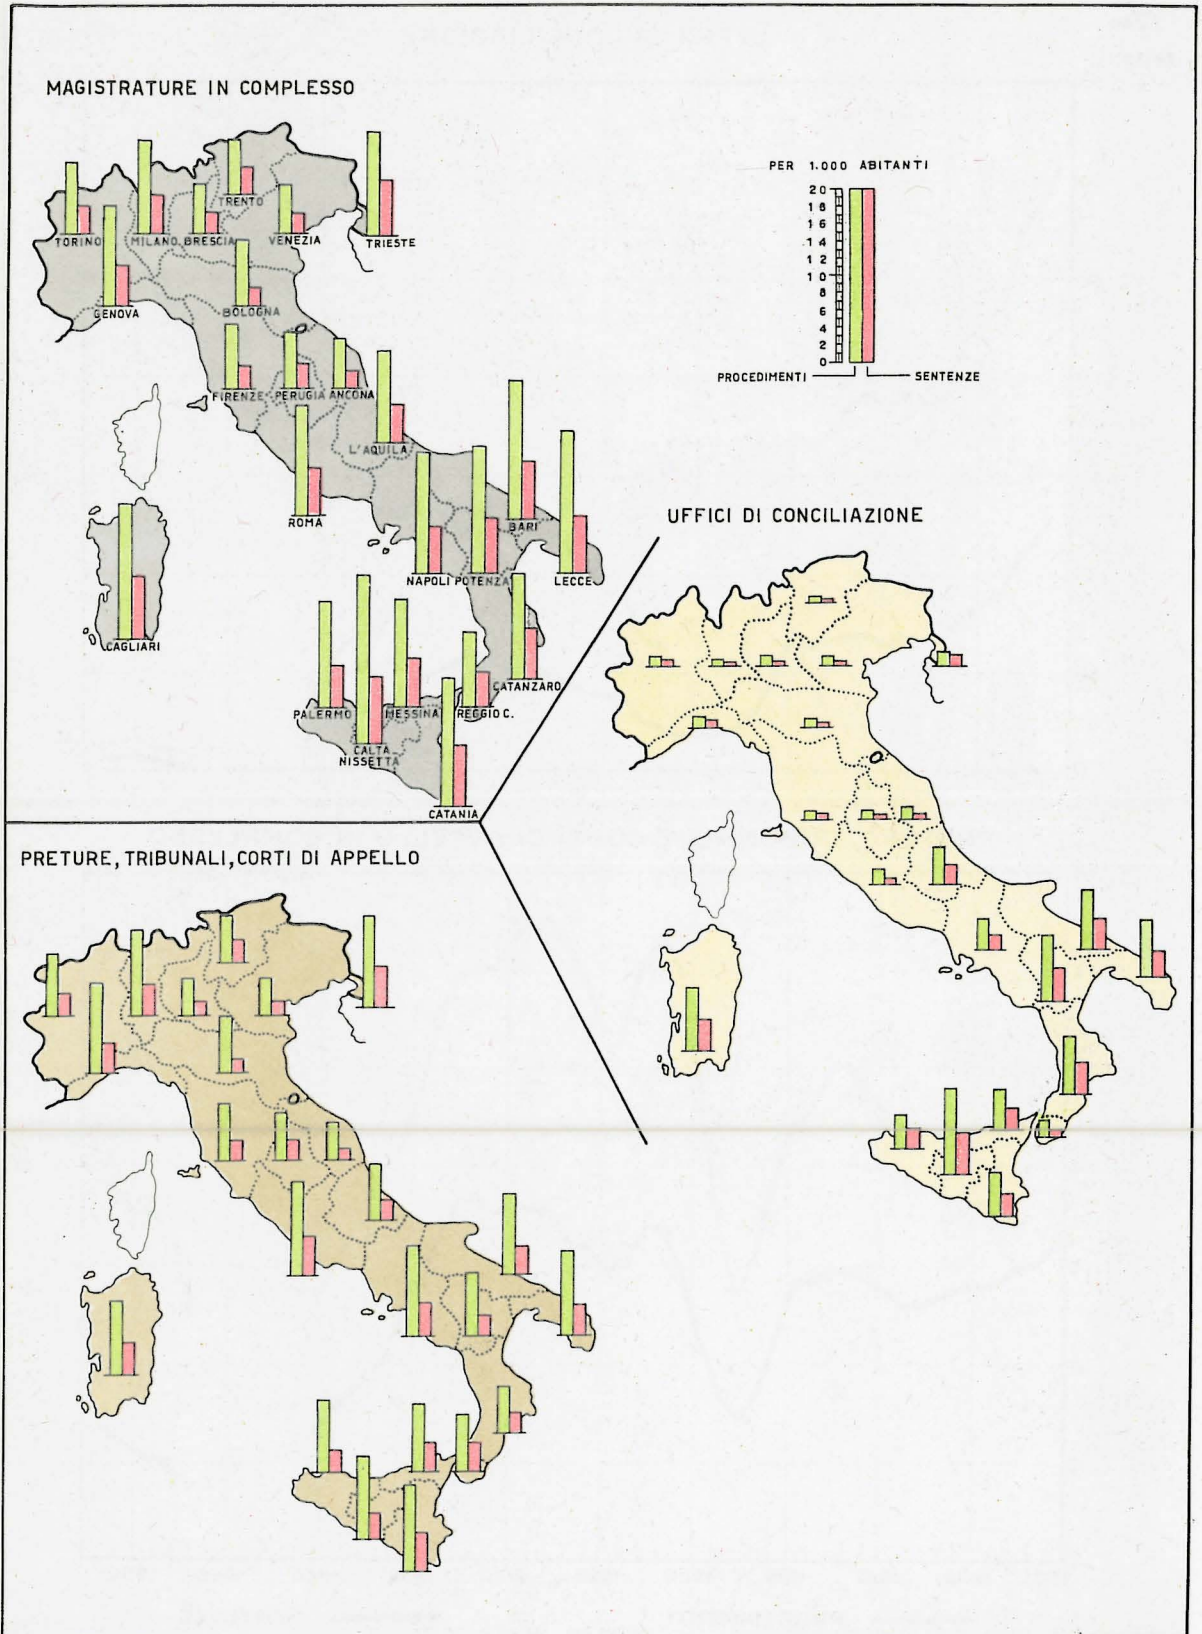 MAGISTRATURE IN COMPLESSO
PER 1.000 ABITANTI
20
18
16
14
12
10
8
6
4
2
0
PROCEDIMENTI
SENTENZE
TRENTO
TORINO
MILANO
BRESCIA
VENEZIA
TRIESTE
GENOVA
BOLOGNA
FIRENZE
PERUGIA
ANCONA
L'AQUILA
ROMA
BARI
NAPOLI
POTENZA
LECCE
CAGLIARI
CATANZARO
PALERMO
MESSINA
REGGIO C.
CALTA
NISSETTA
CATANIA
UFFICI DI CONCILIAZIONE
PRETURE, TRIBUNALI, CORTI DI APPELLO